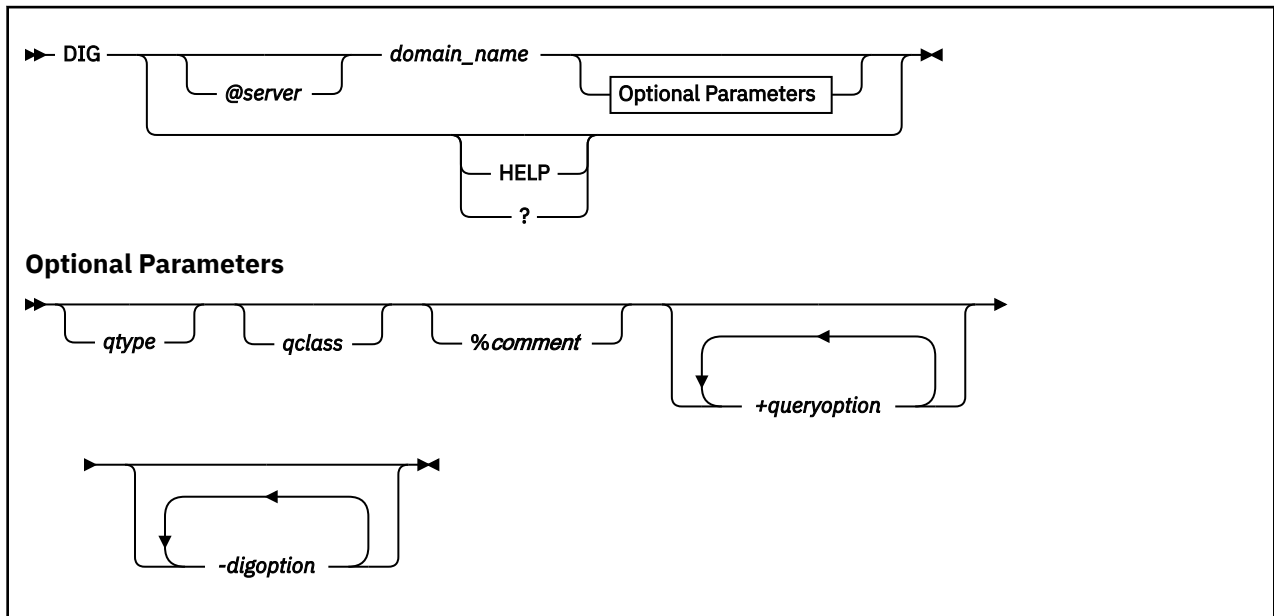 DIG @server domain_name Optional Parameters
HELP
?
Optional Parameters
qtype qclass %comment
+queryoption
-digoption